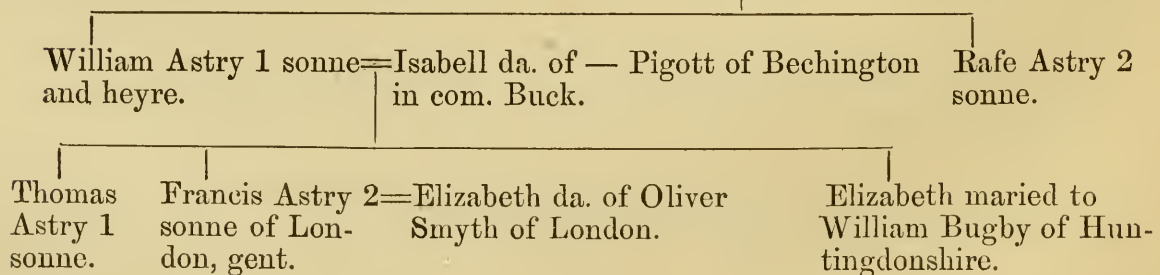 William Astry 1 sonne=Isabell da. of — Pigott of Bechington
and heyre.
in com. Buck.
Rafe Astry 2
sonne.
Thomas
Astry 1
sonne.
Francis Astry 2=Elizabeth da. of Oliver
sonne of Lon-
don, gent.
Smyth of London.
Elizabeth maried to
William Bugby of Hun-
tingdonshire.